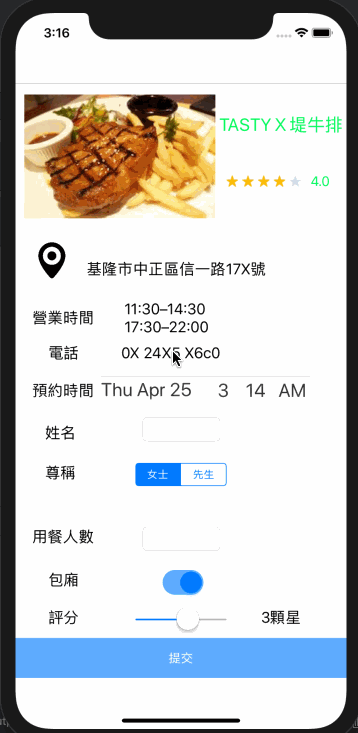 3:16
TASTY X 堤牛排
4.0
基隆市中正區信一路17X號
營業時間
11:30–14:30
17:30–22:00
電話
0X 24X5 X6c0
預約時間 Thu Apr 25 3 14 AM
姓名
尊稱 女士 先生
用餐人數
包廂
評分 3顆星
提交